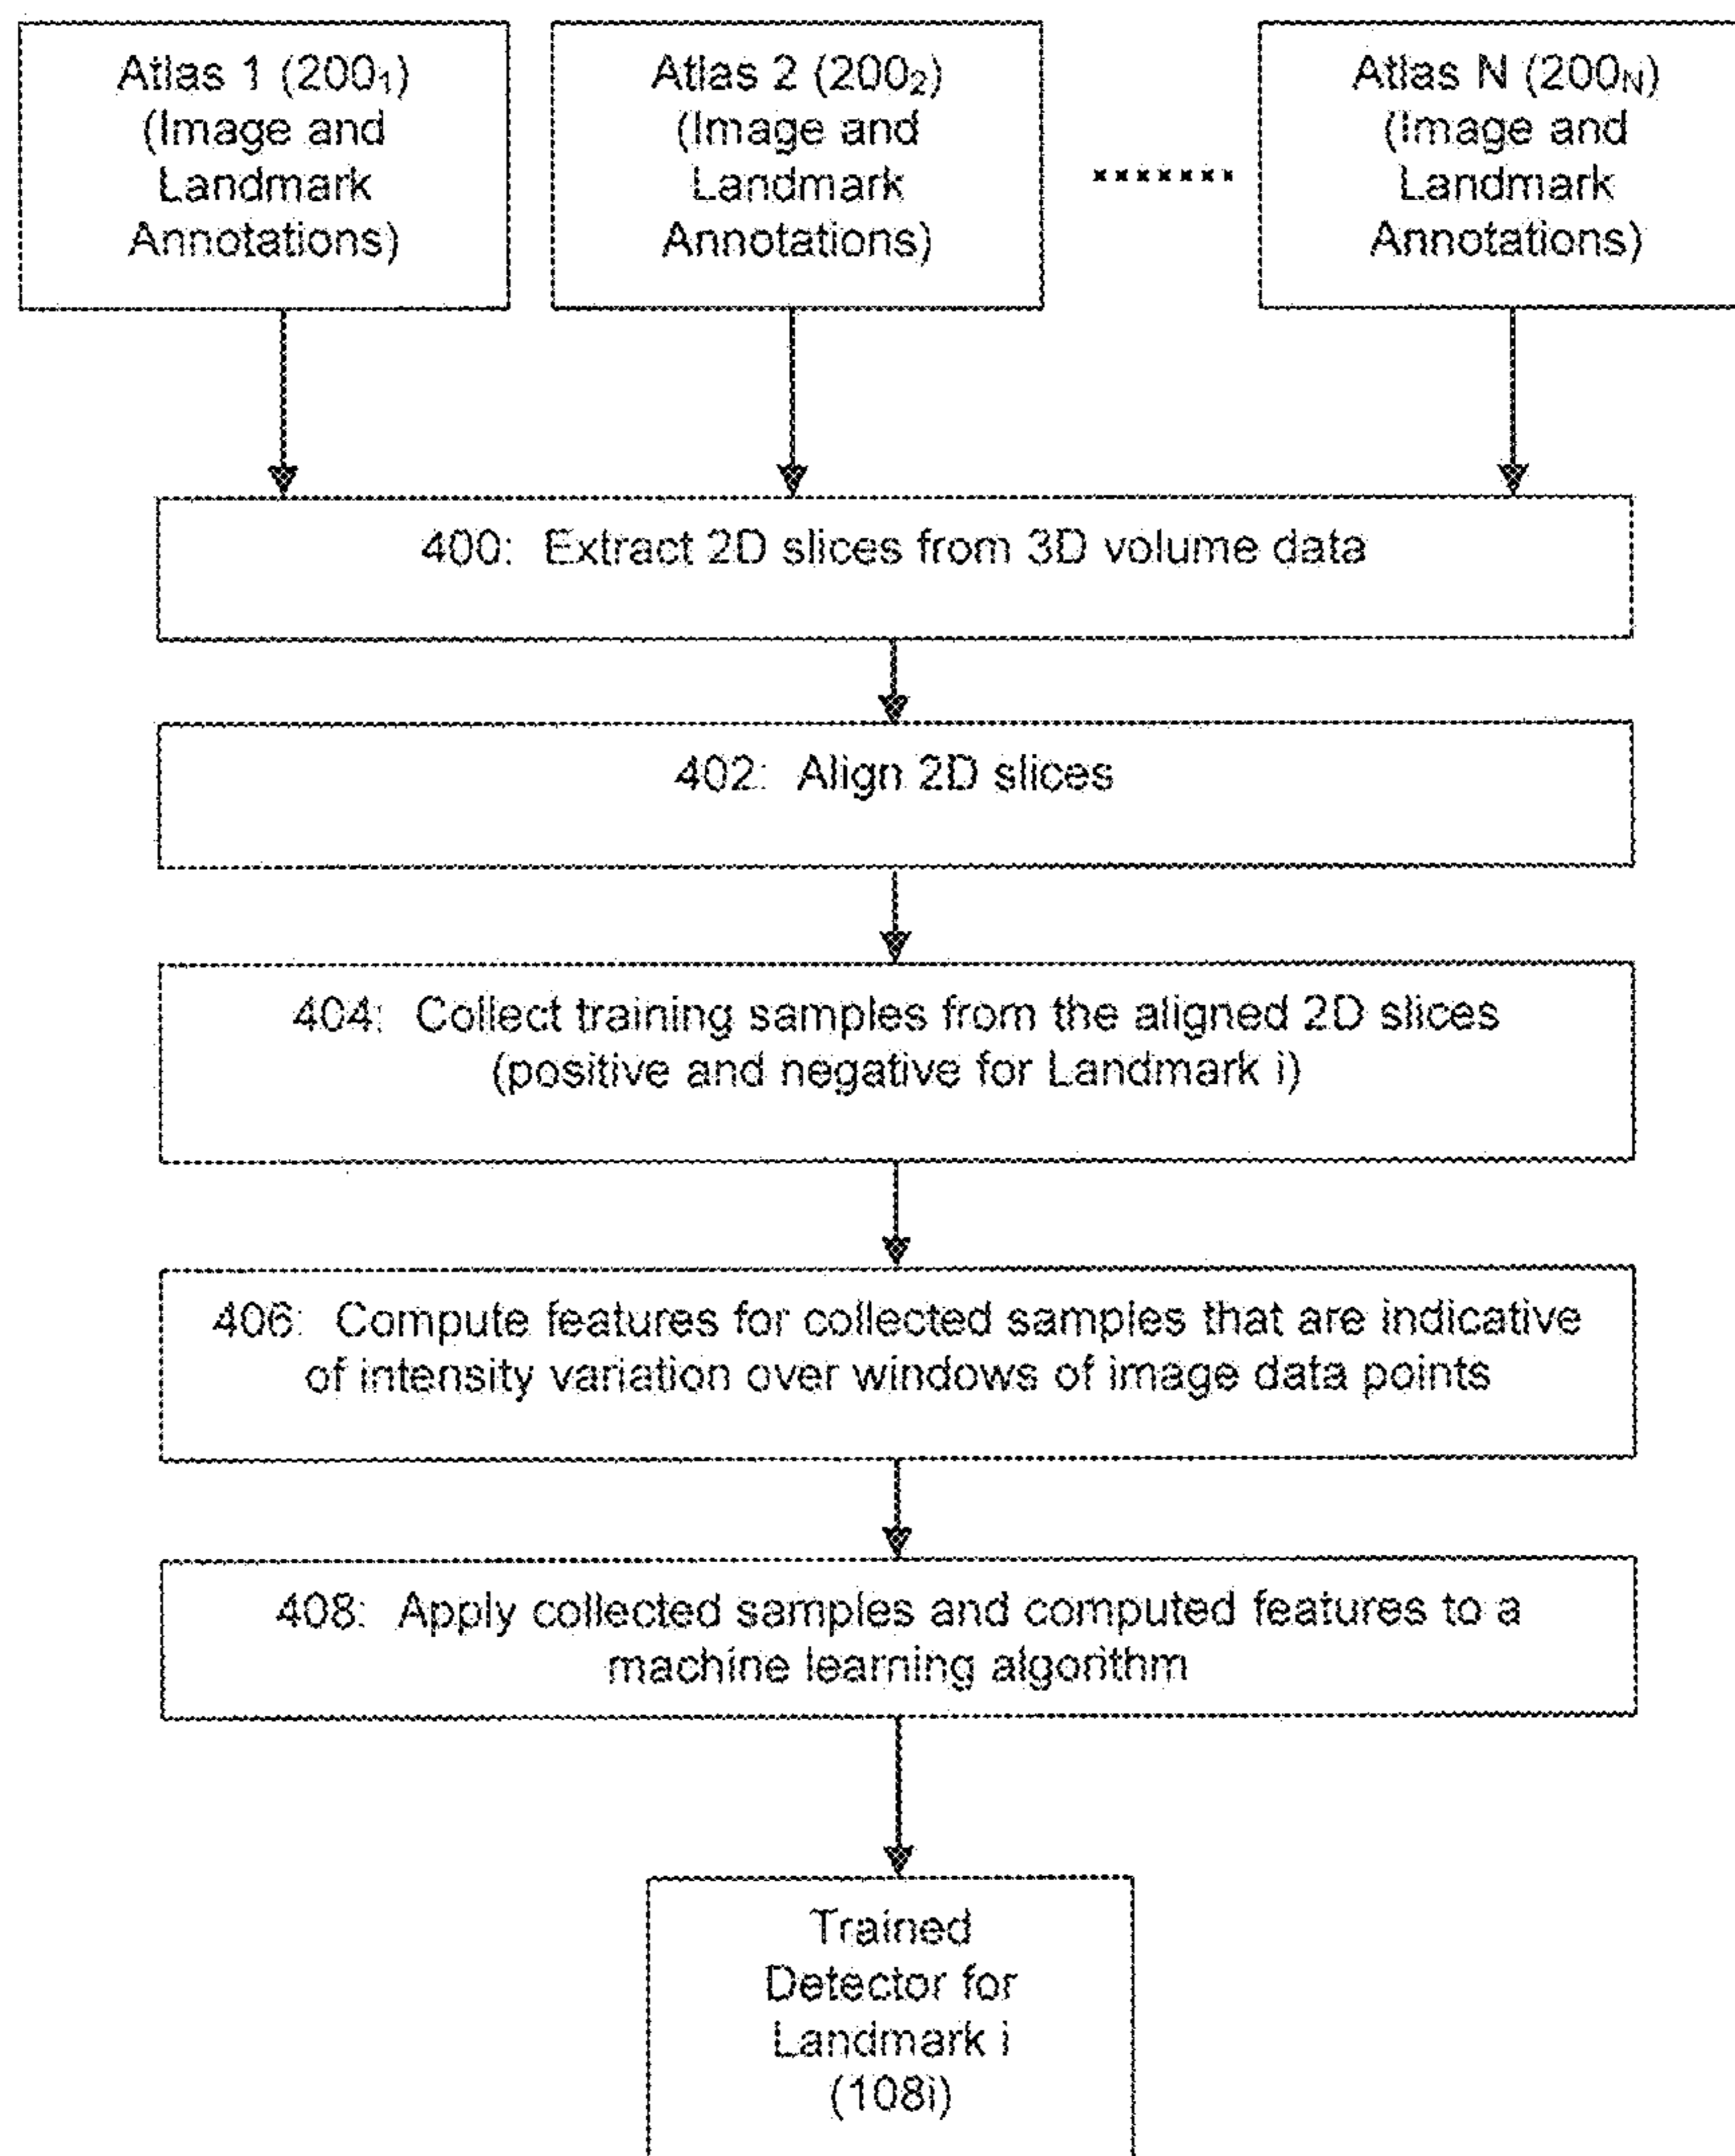 Atlas 1 (200₁)
(Image and
Landmark
Annotations)
Atlas 2 (200₂)
(Image and
Landmark
Annotations)
.......
Atlas N (200N)
(Image and
Landmark
Annotations)
400: Extract 2D slices from 3D volume data
402: Align 2D slices
404: Collect training samples from the aligned 2D slices
(positive and negative for Landmark i)
406: Compute features for collected samples that are indicative
of intensity variation over windows of image data points
408: Apply collected samples and computed features to a
machine learning algorithm
Trained
Detector for
Landmark i
(108i)